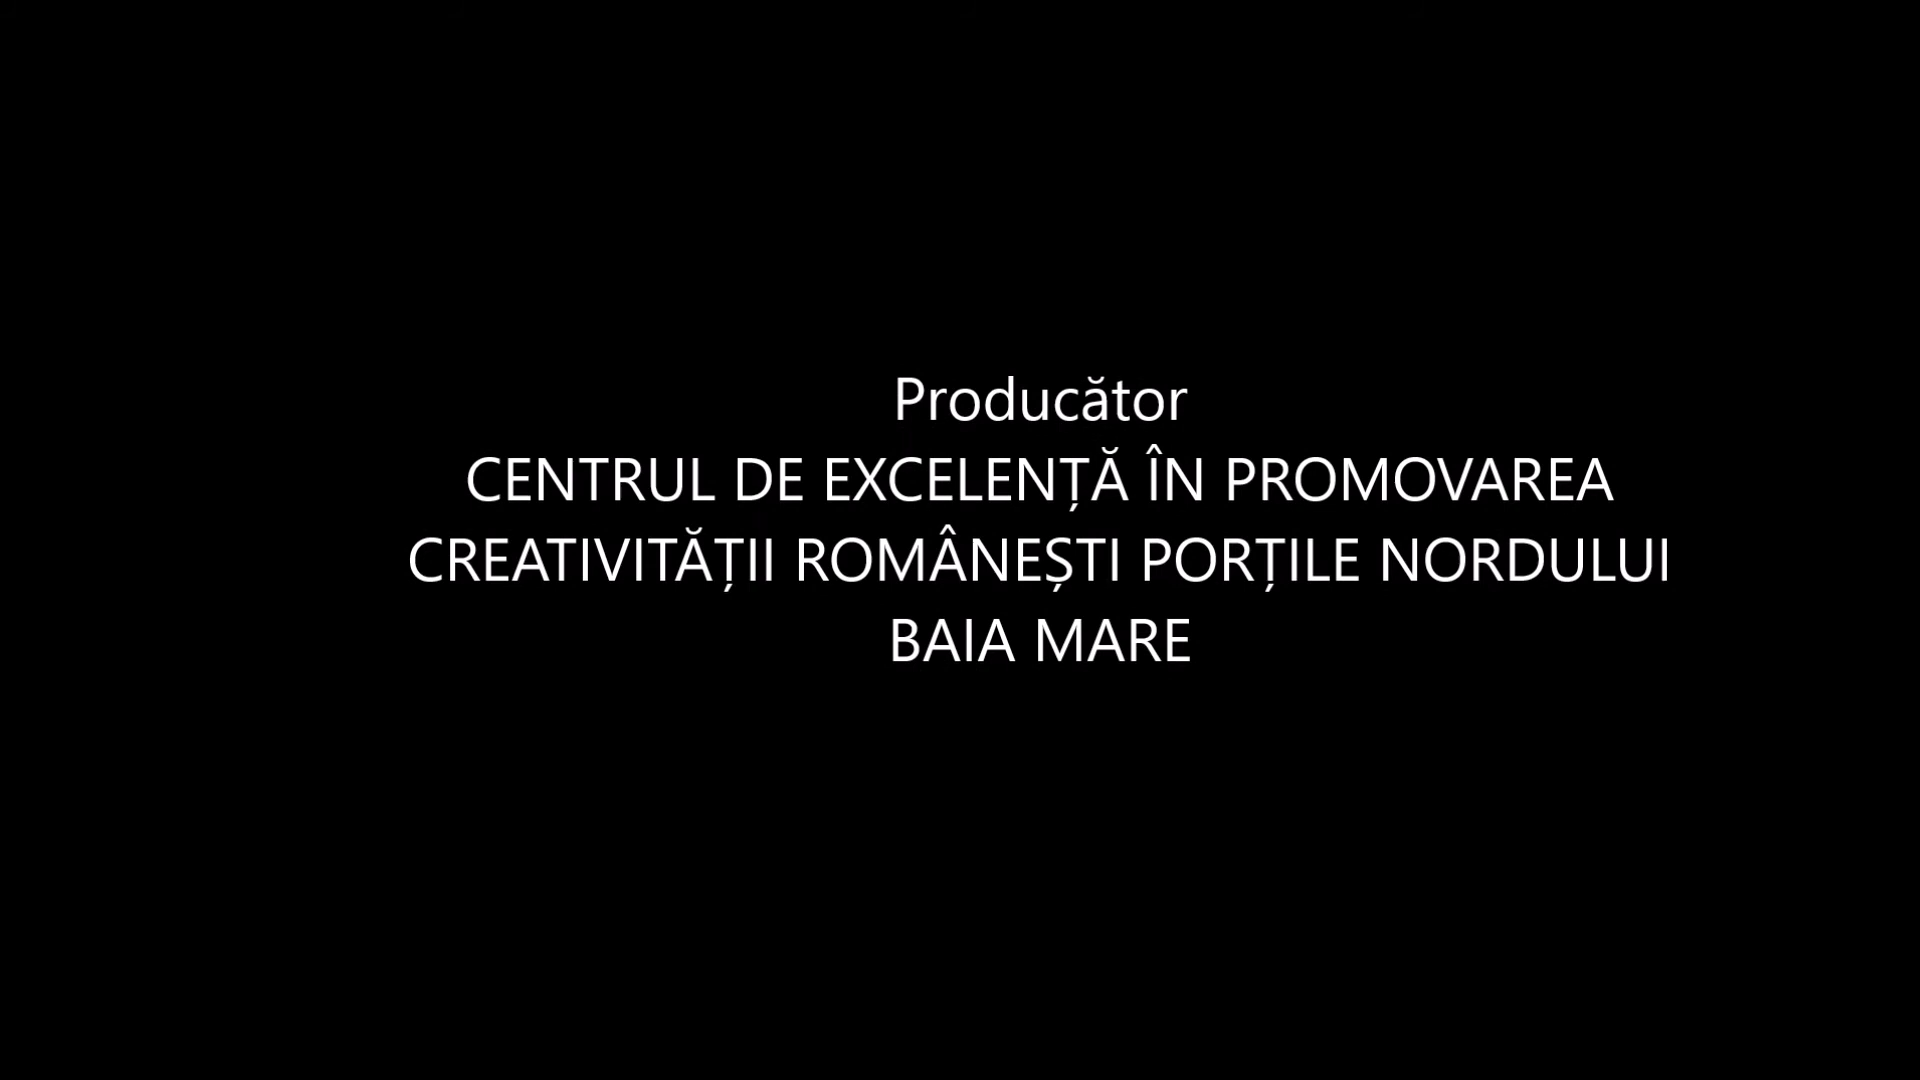 Producător
CENTRUL DE EXCELENȚĂ ÎN PROMOVAREA
CREATIVITĂȚII ROMÂNEȘTI PORȚILE NORDULUI
BAIA MARE